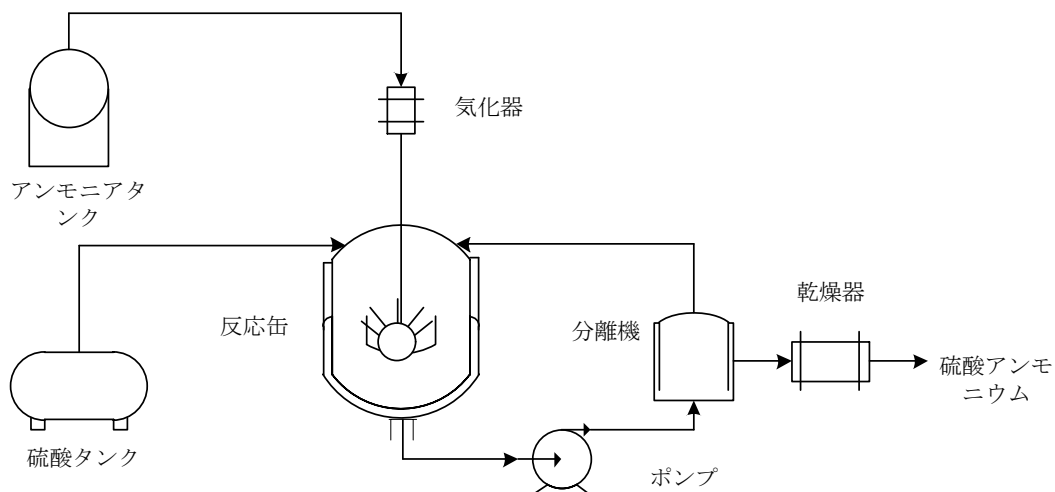 気化器
アンモニアタ
ンク
反応缶
乾燥器
分離機
硫酸アンモ
ニウム
硫酸タンク
ポンプ